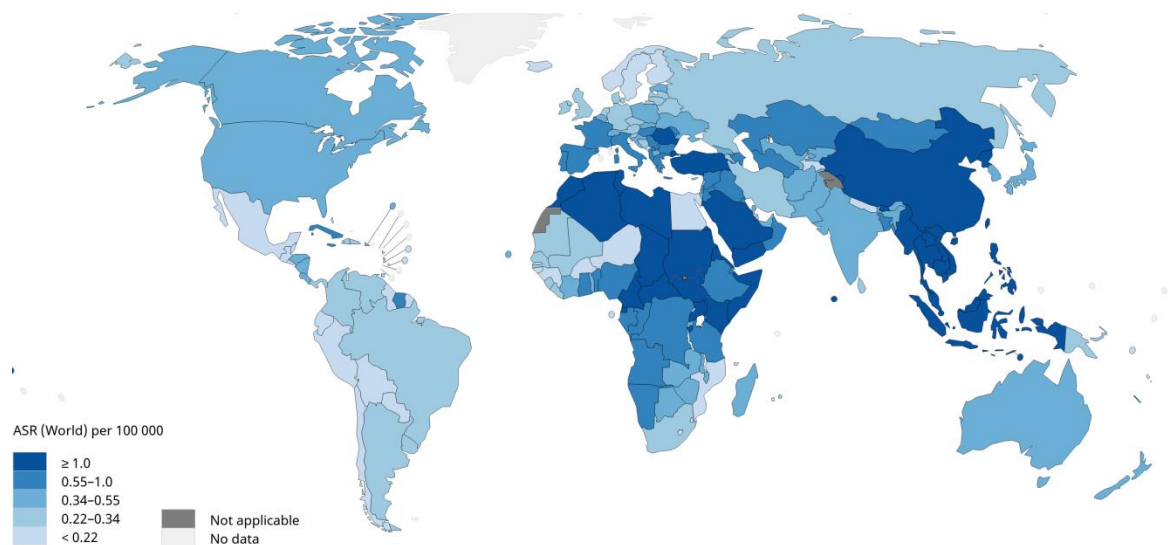 ASR (World) per 100 000
≥ 1.0
0.55–1.0
0.34–0.55
0.22–0.34
< 0.22
Not applicable
No data